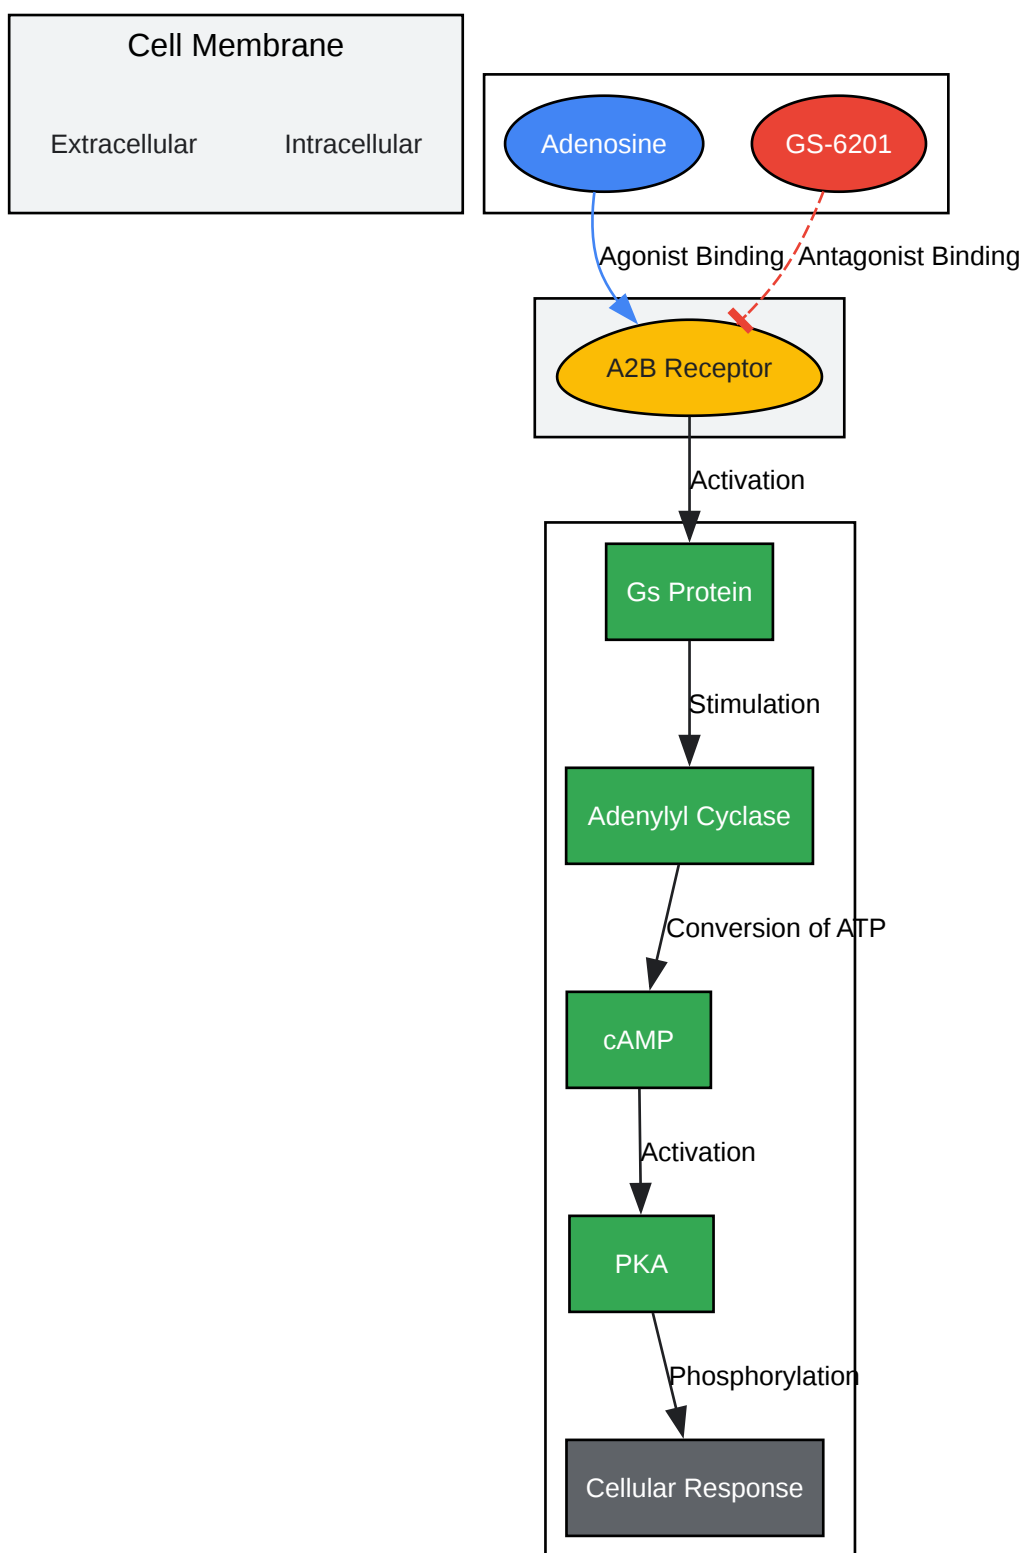 Cell Membrane
Extracellular
Intracellular
Adenosine
GS-6201
Agonist Binding
Antagonist Binding
A2B Receptor
Activation
Gs Protein
Stimulation
Adenylyl Cyclase
Conversion of ATP
cAMP
Activation
PKA
Phosphorylation
Cellular Response